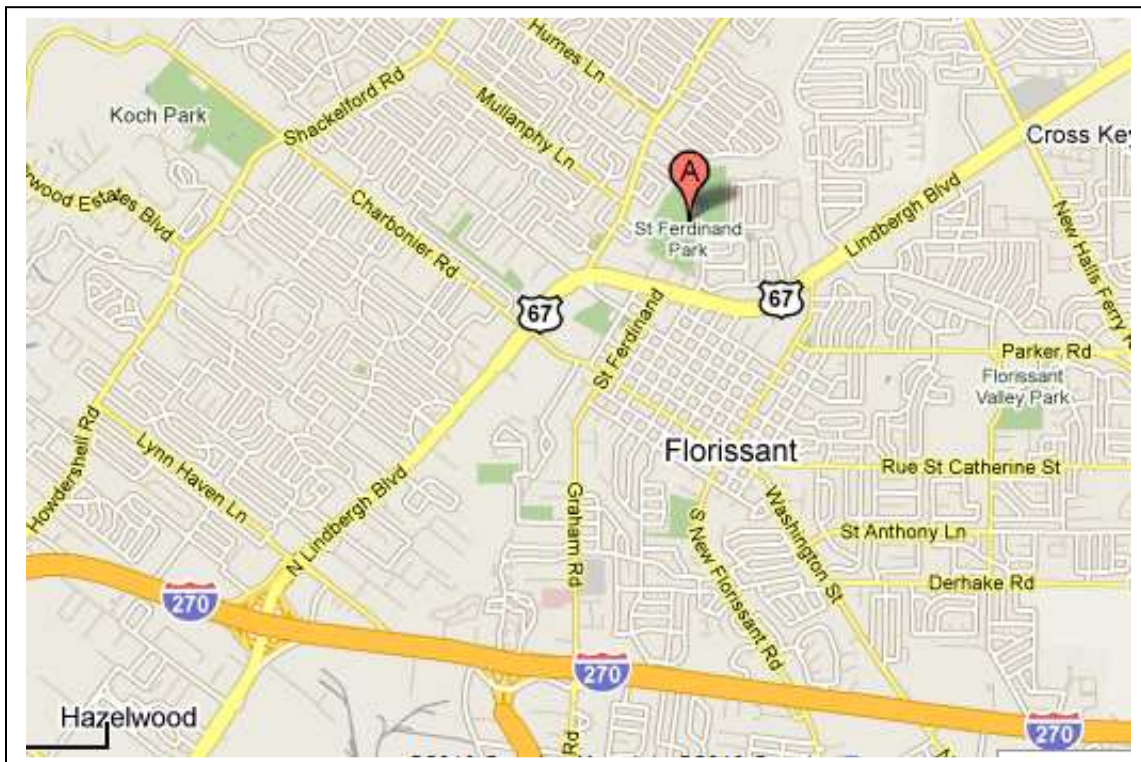 Humes Ln
Koch Park
Shackelford Rd
Mullanphy Ln
A
Cross Key
Estates Blvd
Charbonier Rd
St Ferdinand
Park
Lindbergh Blvd
New Halls Ferry R
67
67
St Ferdinand
Parker Rd
Florissant
Valley Park
Howdershell Rd
Lynn Haven Ln
N Lindbergh Blvd
Florissant
Rue St Catherine St
Graham Rd
Washington St
St Anthony Ln
S New Florissant Rd
Derhake Rd
270
270
Hazelwood
Rd
270